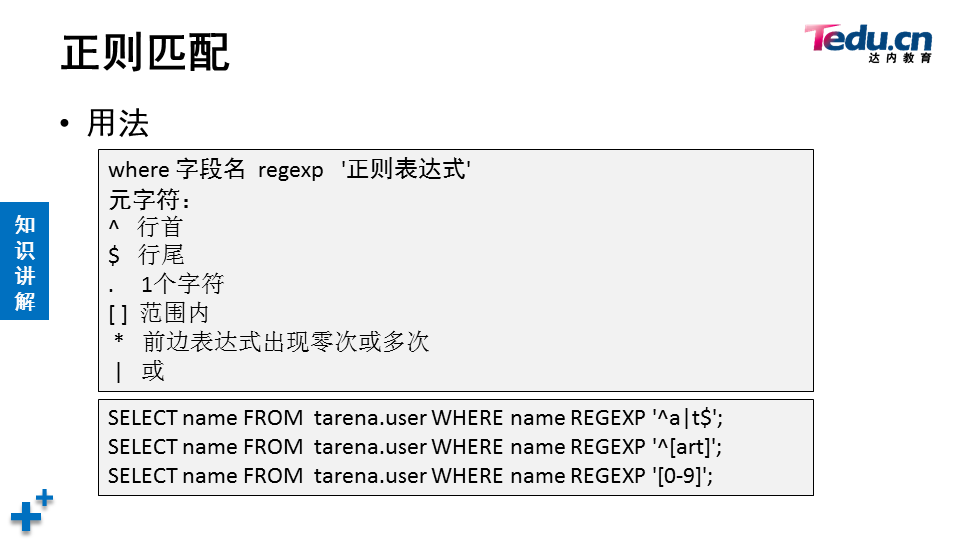 正则匹配
Tedu.cn
达内教育
• 用法
where 字段名 regexp '正则表达式'
元字符：
^ 行首
$ 行尾
. 1个字符
[ ] 范围内
* 前边表达式出现零次或多次
| 或
知识讲解
SELECT name FROM tarena.user WHERE name REGEXP '^a|t$';
SELECT name FROM tarena.user WHERE name REGEXP '^[art]';
SELECT name FROM tarena.user WHERE name REGEXP '[0-9]';